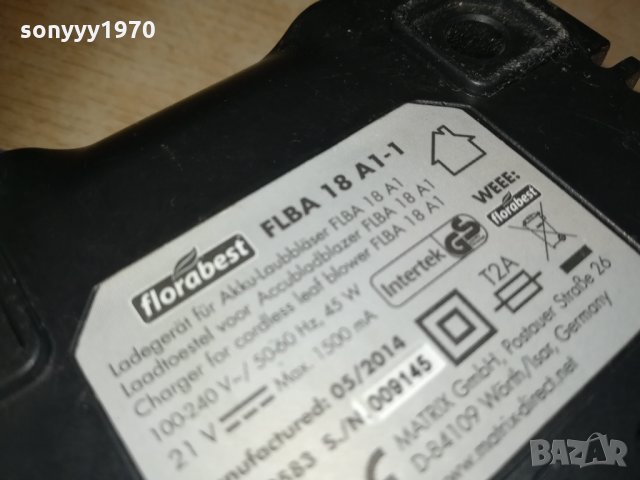 sonyyy1970
florabest FLBA 18 A1-1
Ladegerät für Akku-Laubbläser FLBA 18 A1
Laadtoestel voor Accubladblazer FLBA 18 A1
Charger for cordless leaf blower FLBA 18 A1
100-240 V~/ 50-60 Hz, 45 W
21 V Max. 1500 mA
Manufactured: 05/2014
S./N. 009145
WEEE:
florabest
Intertek GS
T2A
MATRIX GmbH, Postauer Straße 26
D-84109 Wörth/Isar, Germany
www.matrix-direct.net
BAZAR